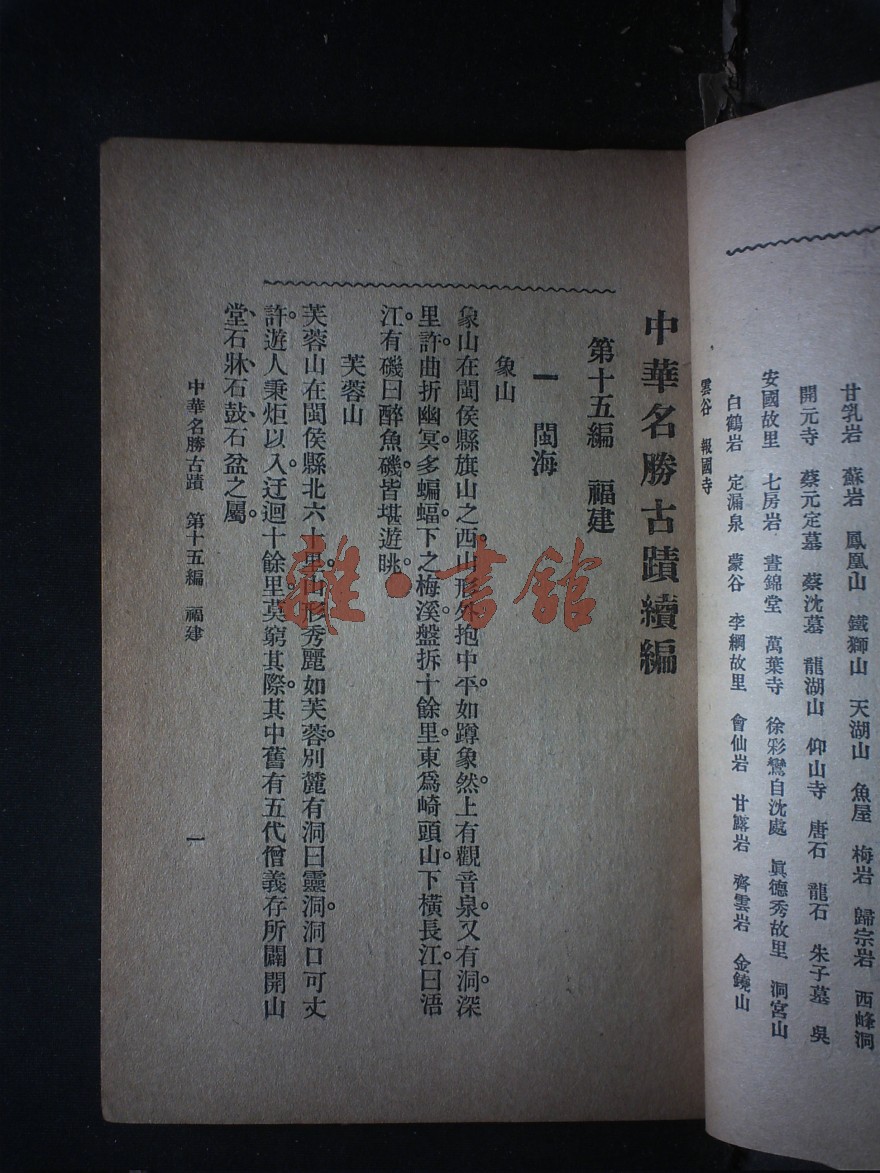 甘乳岩　蘇岩　鳳凰山　鐵獅山　天湖山　魚屋　梅岩　歸宗岩　西峰洞
開元寺　蔡元定墓　蔡沈墓　龍湖山　仰山寺　唐石　龍石　朱子墓　吳
安國故里　七房岩　晝錦堂　萬葉寺　徐彩鸞自沈處　眞德秀故里　洞宮山
白鶴岩　定漏泉　蒙谷　李綱故里　會仙岩　甘露岩　齊雲岩　金鐃山
雲谷　報國寺
中華名勝古蹟續編
第十五編　福建
一　閩海
象山
象山在閩侯縣旗山之西。山形外抱中平。如蹲象然。上有觀音泉。又有洞。深
里許。曲折幽冥。多蝙蝠。下之梅溪。盤拆十餘里。東爲崎頭山。下橫長江。曰浯
江。有磯曰醉魚磯。皆堪遊眺。
芙蓉山
芙蓉山在閩侯縣北六十里。山形秀麗如芙蓉。別麓有洞曰靈洞。洞口可丈
許。遊人秉炬以入。迂迴十餘里。莫窮其際。其中舊有五代僧義存所闢開山
堂、石牀、石鼓、石盆之屬。
中華名勝古蹟　第十五編　福建
一
雜·書館